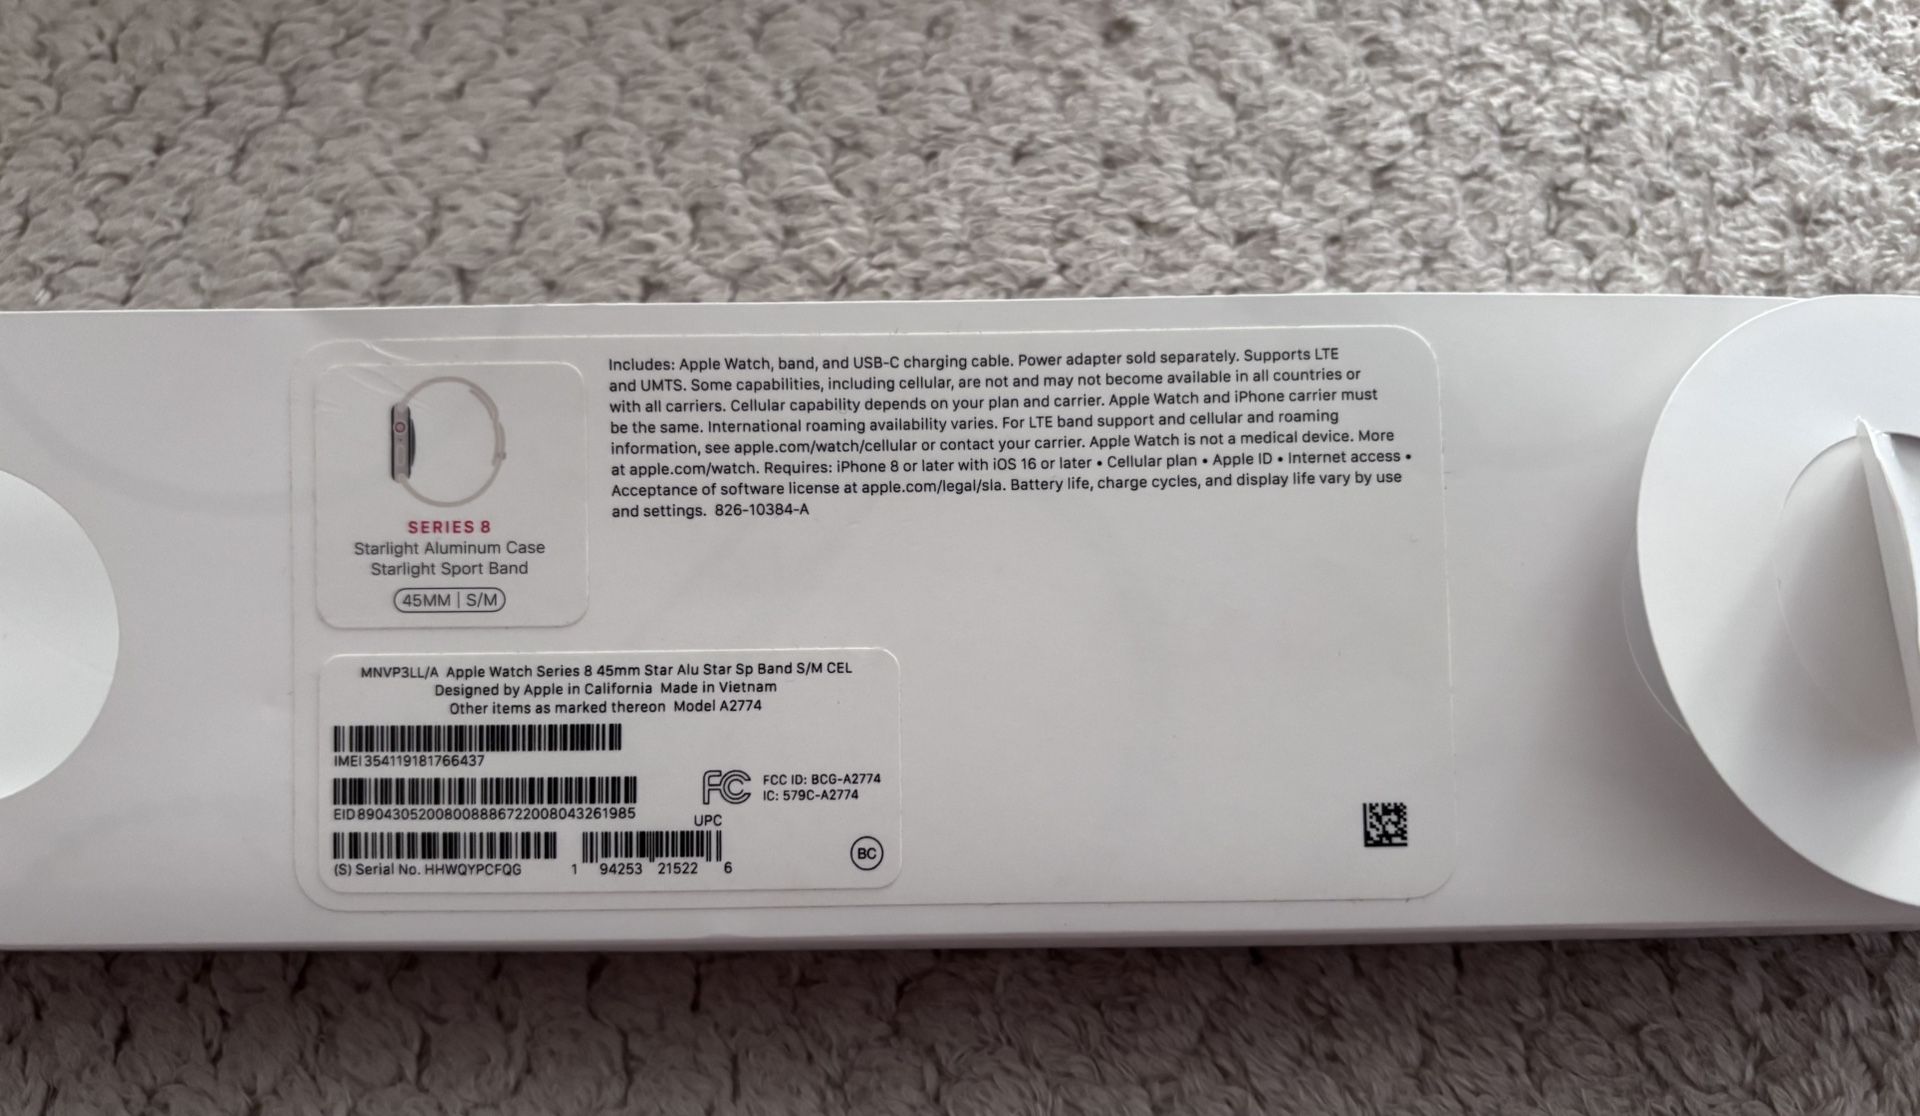 Includes: Apple Watch, band, and USB-C charging cable. Power adapter sold separately. Supports LTE
and UMTS. Some capabilities, including cellular, are not and may not become available in all countries or
with all carriers. Cellular capability depends on your plan and carrier. Apple Watch and iPhone carrier must
be the same. International roaming availability varies. For LTE band support and cellular and roaming
information, see apple.com/watch/cellular or contact your carrier. Apple Watch is not a medical device. More
at apple.com/watch. Requires: iPhone 8 or later with iOS 16 or later • Cellular plan • Apple ID • Internet access •
Acceptance of software license at apple.com/legal/sla. Battery life, charge cycles, and display life vary by use
and settings. 826-10384-A
SERIES 8
Starlight Aluminum Case
Starlight Sport Band
45MM | S/M
MNVP3LL/A Apple Watch Series 8 45mm Star Alu Star Sp Band S/M CEL
Designed by Apple in California Made in Vietnam
Other items as marked thereon Model A2774
IMEI 354119181766437
EID 89043052008008886722008043261985
FC FCC ID: BCG-A2774
IC: 579C-A2774
UPC
(S) Serial No. HHWQYPCFQG
1 94253 21522 6
BC